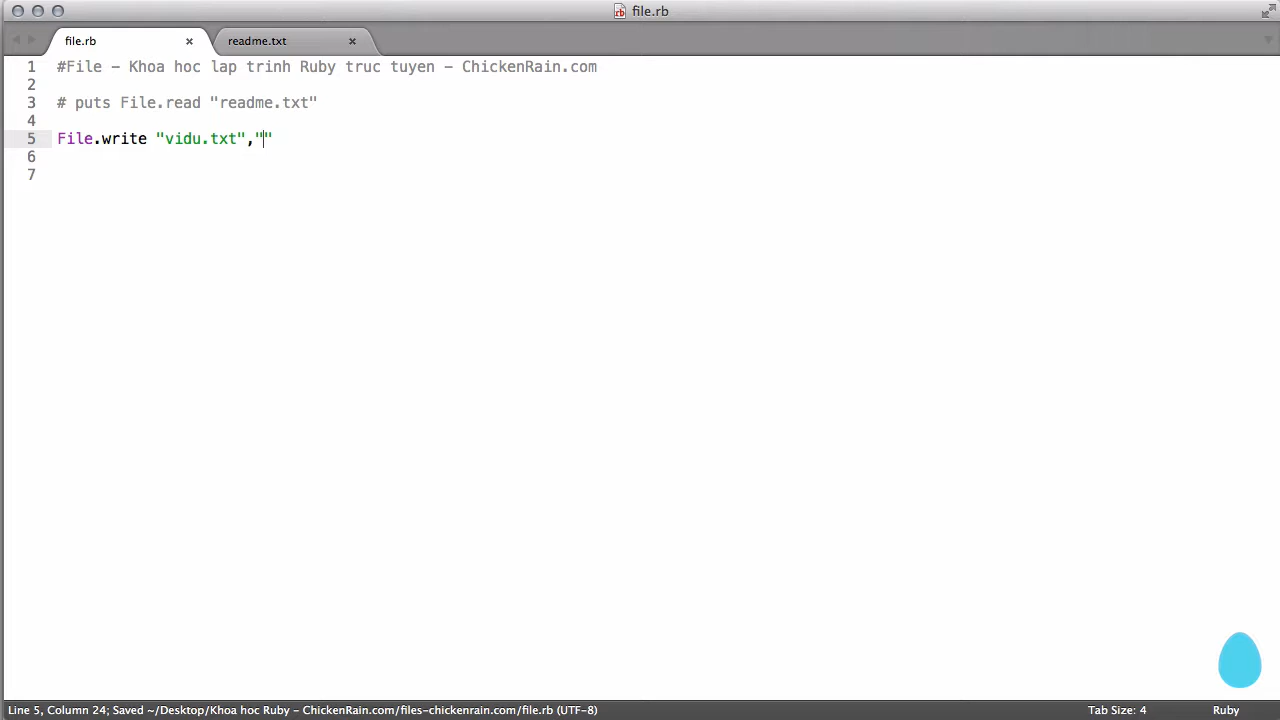 file.rb
file.rb × readme.txt ×
1 #File - Khoa hoc lap trinh Ruby truc tuyen - ChickenRain.com
2
3 # puts File.read "readme.txt"
4
5 File.write "vidu.txt",""
6
7
Line 5, Column 24; Saved ~/Desktop/Khoa hoc Ruby - ChickenRain.com/files-chickenrain.com/file.rb (UTF-8) Tab Size: 4 Ruby